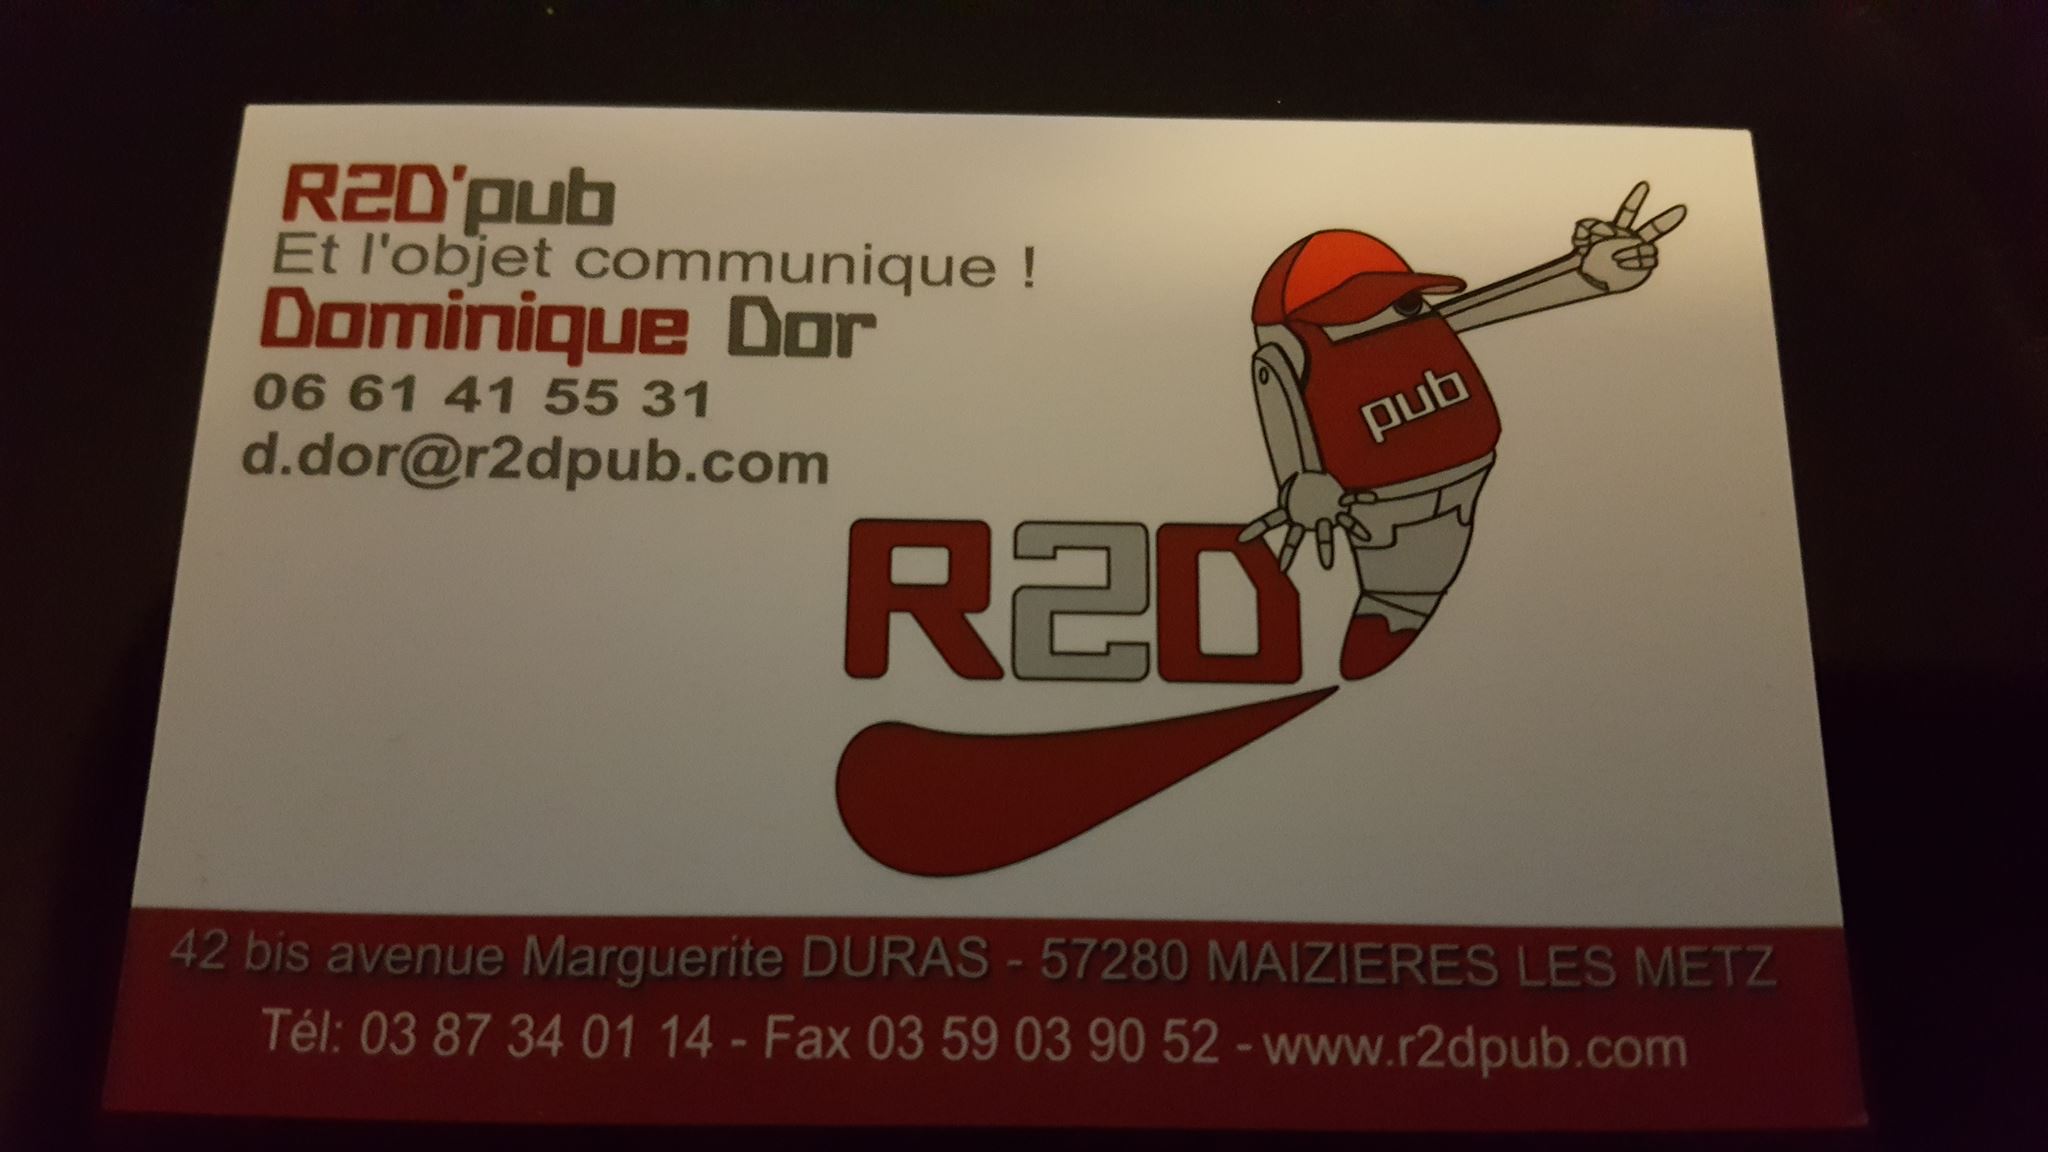 R2D'pub
Et l'objet communique !
Dominique Dor
06 61 41 55 31
d.dor@r2dpub.com
pub
R2D
42 bis avenue Marguerite DURAS - 57280 MAIZIERES LES METZ
Tél: 03 87 34 01 14 - Fax 03 59 03 90 52 - www.r2dpub.com